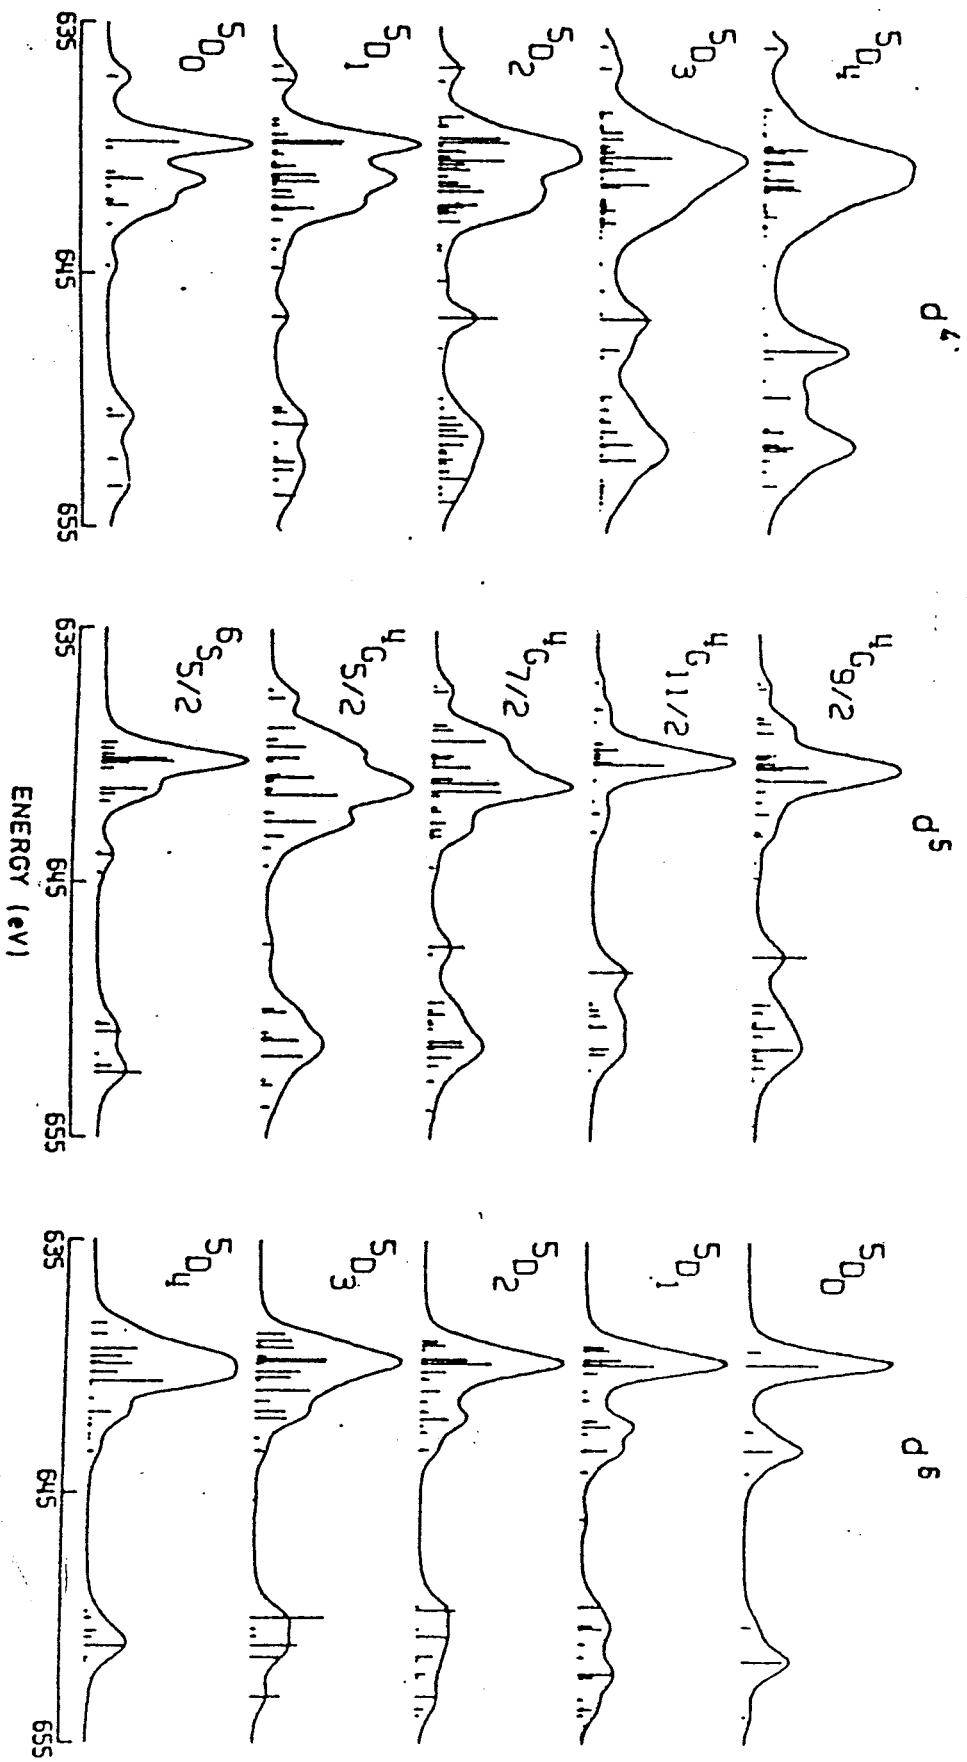 d⁴ d⁵ d⁶
⁵D₄ ⁴G₉/₂ ⁵D₀
⁵D₃ ⁴G₁₁/₂ ⁵D₁
⁵D₂ ⁴G₇/₂ ⁵D₂
⁵D₁ ⁴G₅/₂ ⁵D₃
⁵D₀ ⁶S₅/₂ ⁵D₄
635 645 655 635 645 655 635 645 655
ENERGY (eV)